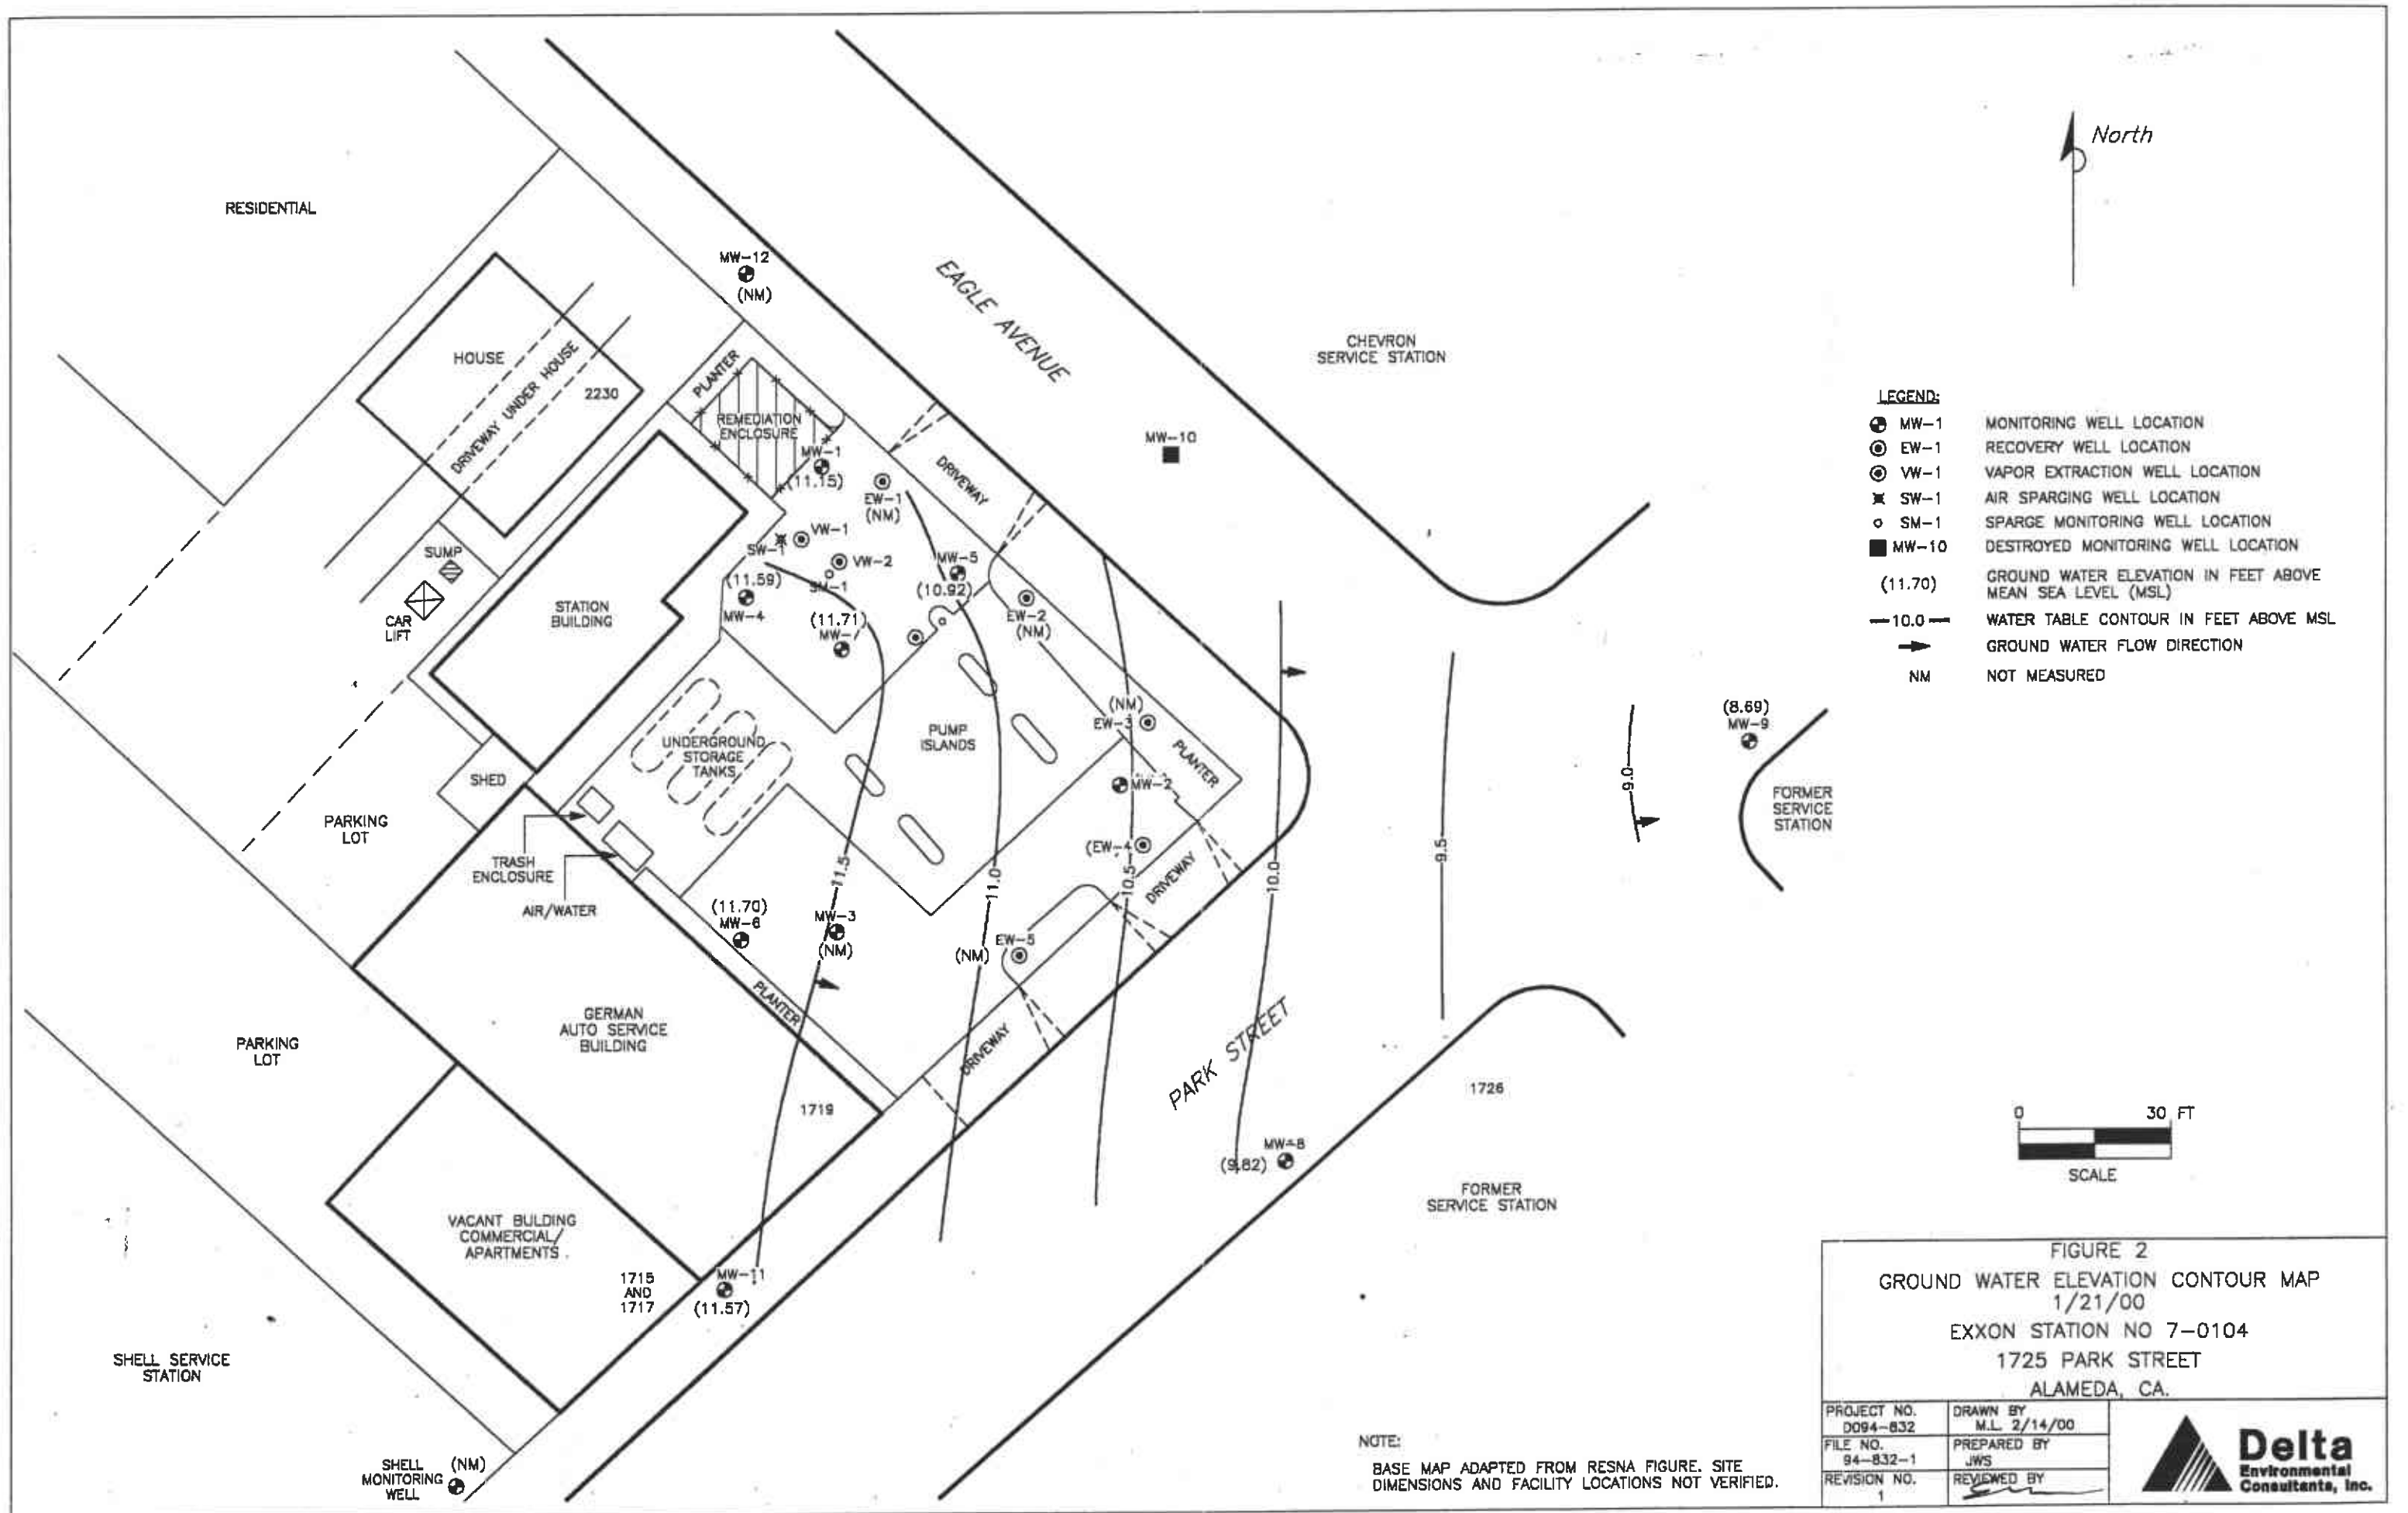 North
RESIDENTIAL
MW-12
(NM)
EAGLE AVENUE
CHEVRON
SERVICE STATION
HOUSE
DRIVEWAY UNDER HOUSE
2230
PLANTER
REMEDIATION
ENCLOSURE
MW-1
(11.15)
EW-1
(NM)
DRIVEWAY
MW-10
LEGEND:
MW-1 MONITORING WELL LOCATION
EW-1 RECOVERY WELL LOCATION
VW-1 VAPOR EXTRACTION WELL LOCATION
SW-1 AIR SPARGING WELL LOCATION
SM-1 SPARGE MONITORING WELL LOCATION
MW-10 DESTROYED MONITORING WELL LOCATION
(11.70) GROUND WATER ELEVATION IN FEET ABOVE
MEAN SEA LEVEL (MSL)
10.0 WATER TABLE CONTOUR IN FEET ABOVE MSL
GROUND WATER FLOW DIRECTION
NM NOT MEASURED
SUMP
CAR
LIFT
STATION
BUILDING
SW-1
VW-1
VW-2
SM-1
(11.59)
MW-4
(11.71)
MW-7
MW-5
(10.92)
EW-2
(NM)
UNDERGROUND
STORAGE
TANKS
PUMP
ISLANDS
(NM)
EW-3
PLANTER
MW-2
(EW-4
DRIVEWAY
(8.69)
MW-9
FORMER
SERVICE
STATION
SHED
PARKING
LOT
TRASH
ENCLOSURE
AIR/WATER
11.5
11.0
10.5
10.0
9.5
9.0
(11.70)
MW-6
MW-3
(NM)
EW-5
(NM)
PLANTER
DRIVEWAY
PARK STREET
GERMAN
AUTO SERVICE
BUILDING
PARKING
LOT
1719
1726
MW-8
(9.82)
FORMER
SERVICE STATION
VACANT BULDING
COMMERCIAL/
APARTMENTS
1715
AND
1717
MW-11
(11.57)
SHELL SERVICE
STATION
SHELL
MONITORING
WELL
(NM)
0 30 FT
SCALE
NOTE:
BASE MAP ADAPTED FROM RESNA FIGURE. SITE
DIMENSIONS AND FACILITY LOCATIONS NOT VERIFIED.
FIGURE 2
GROUND WATER ELEVATION CONTOUR MAP
1/21/00
EXXON STATION NO 7-0104
1725 PARK STREET
ALAMEDA, CA.
PROJECT NO.
D094-832
DRAWN BY
M.L. 2/14/00
FILE NO.
94-832-1
PREPARED BY
JWS
REVISION NO.
1
REVIEWED BY
Delta
Environmental
Consultants, Inc.